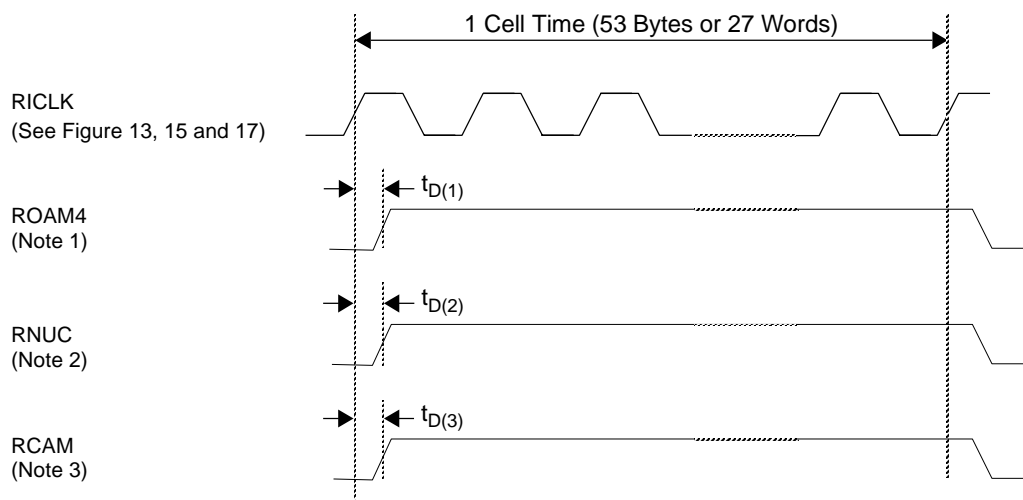 1 Cell Time (53 Bytes or 27 Words)
RICLK
(See Figure 13, 15 and 17)
tD(1)
ROAM4
(Note 1)
tD(2)
RNUC
(Note 2)
tD(3)
RCAM
(Note 3)